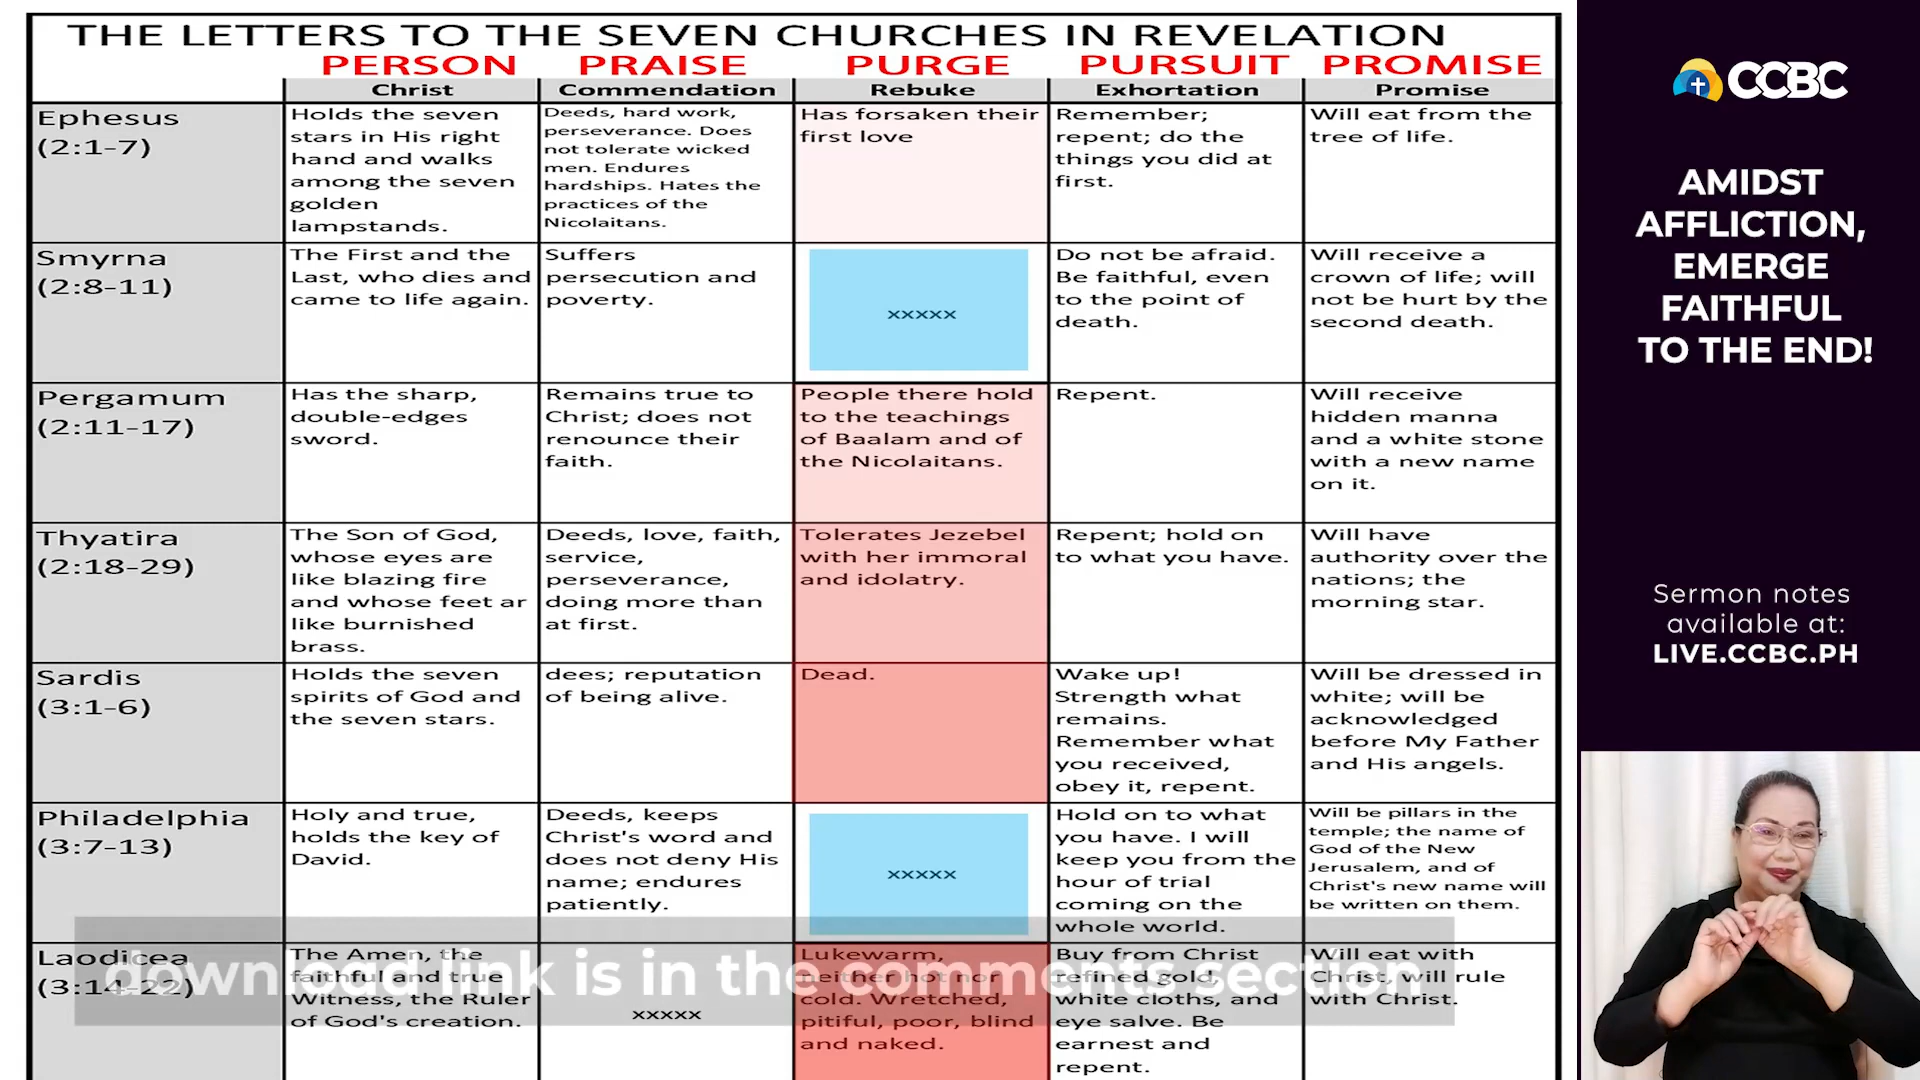 THE LETTERS TO THE SEVEN CHURCHES IN REVELATION
PERSON PRAISE PURGE PURSUIT PROMISE
Christ Commendation Rebuke Exhortation Promise
Ephesus
(2:1-7)
Holds the seven
stars in His right
hand and walks
among the seven
golden
lampstands.
Deeds, hard work,
perseverance. Does
not tolerate wicked
men. Endures
hardships. Hates the
practices of the
Nicolaitans.
Has forsaken their
first love
Remember;
repent; do the
things you did at
first.
Will eat from the
tree of life.
Smyrna
(2:8-11)
The First and the
Last, who dies and
came to life again.
Suffers
persecution and
poverty.
xxxxx
Do not be afraid.
Be faithful, even
to the point of
death.
Will receive a
crown of life; will
not be hurt by the
second death.
Pergamum
(2:11-17)
Has the sharp,
double-edges
sword.
Remains true to
Christ; does not
renounce their
faith.
People there hold
to the teachings
of Baalam and of
the Nicolaitans.
Repent.
Will receive
hidden manna
and a white stone
with a new name
on it.
Thyatira
(2:18-29)
The Son of God,
whose eyes are
like blazing fire
and whose feet ar
like burnished
brass.
Deeds, love, faith,
service,
perseverance,
doing more than
at first.
Tolerates Jezebel
with her immoral
and idolatry.
Repent; hold on
to what you have.
Will have
authority over the
nations; the
morning star.
Sardis
(3:1-6)
Holds the seven
spirits of God and
the seven stars.
dees; reputation
of being alive.
Dead.
Wake up!
Strength what
remains.
Remember what
you received,
obey it, repent.
Will be dressed in
white; will be
acknowledged
before My Father
and His angels.
Philadelphia
(3:7-13)
Holy and true,
holds the key of
David.
Deeds, keeps
Christ's word and
does not deny His
name; endures
patiently.
xxxxx
Hold on to what
you have. I will
keep you from the
hour of trial
coming on the
whole world.
Will be pillars in the
temple; the name of
God of the New
Jerusalem, and of
Christ's new name will
be written on them.
Laodicea
(3:14-22)
The Amen, the
faithful and true
Witness, the Ruler
of God's creation.
xxxxx
Lukewarm,
neither hot nor
cold. Wretched,
pitiful, poor, blind
and naked.
Buy from Christ
refined gold,
white cloths, and
eye salve. Be
earnest and
repent.
Will eat with
Christ, will rule
with Christ.
download link is in the comments section
CCBC
AMIDST
AFFLICTION,
EMERGE
FAITHFUL
TO THE END!
Sermon notes
available at:
LIVE.CCBC.PH